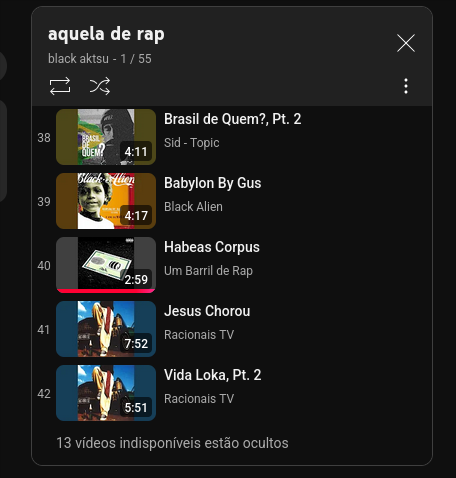 aquela de rap
black aktsu - 1 / 55
38
BRASIL
DE
QUEM?
4:11
Brasil de Quem?, Pt. 2
Sid - Topic
39
Black Alien
4:17
Babylon By Gus
Black Alien
40
2:59
Habeas Corpus
Um Barril de Rap
41
7:52
Jesus Chorou
Racionais TV
42
5:51
Vida Loka, Pt. 2
Racionais TV
13 vídeos indisponíveis estão ocultos